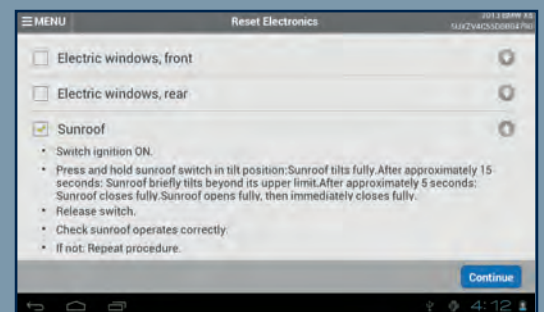 MENU
Reset Electronics
Electric windows, front
Electric windows, rear
Sunroof
• Switch ignition ON.
• Press and hold sunroof switch in tilt position:Sunroof tilts fully.After approximately 15
seconds: Sunroof briefly tilts beyond its upper limit.After approximately 5 seconds:
Sunroof closes fully.Sunroof opens fully, then immediately closes fully.
• Release switch.
• Check sunroof operates correctly.
• If not: Repeat procedure.
Continue
4:12